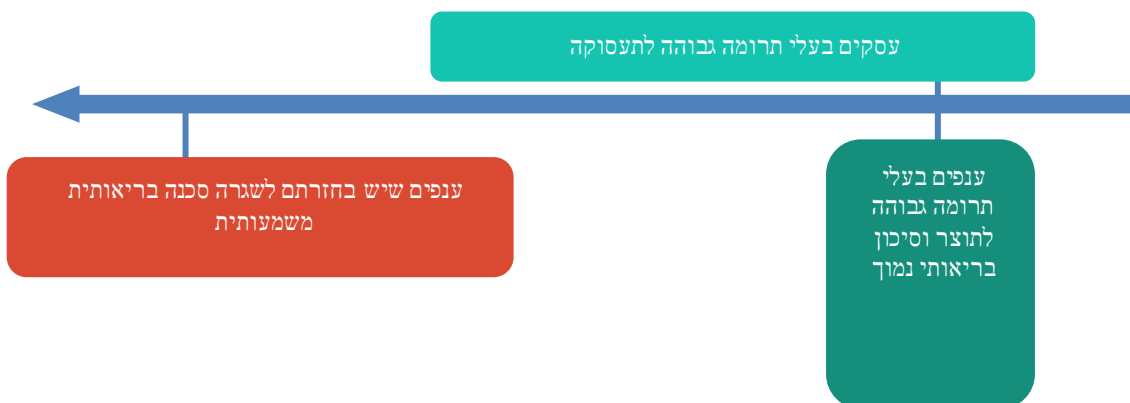 עסקים בעלי תרומה גבוהה לתעסוקה
ענפים בעלי
תרומה גבוהה
לתוצר וסיכון
בריאותי נמוך
ענפים שיש בחזרתם לשגרה סכנה בריאותית
משמעותית